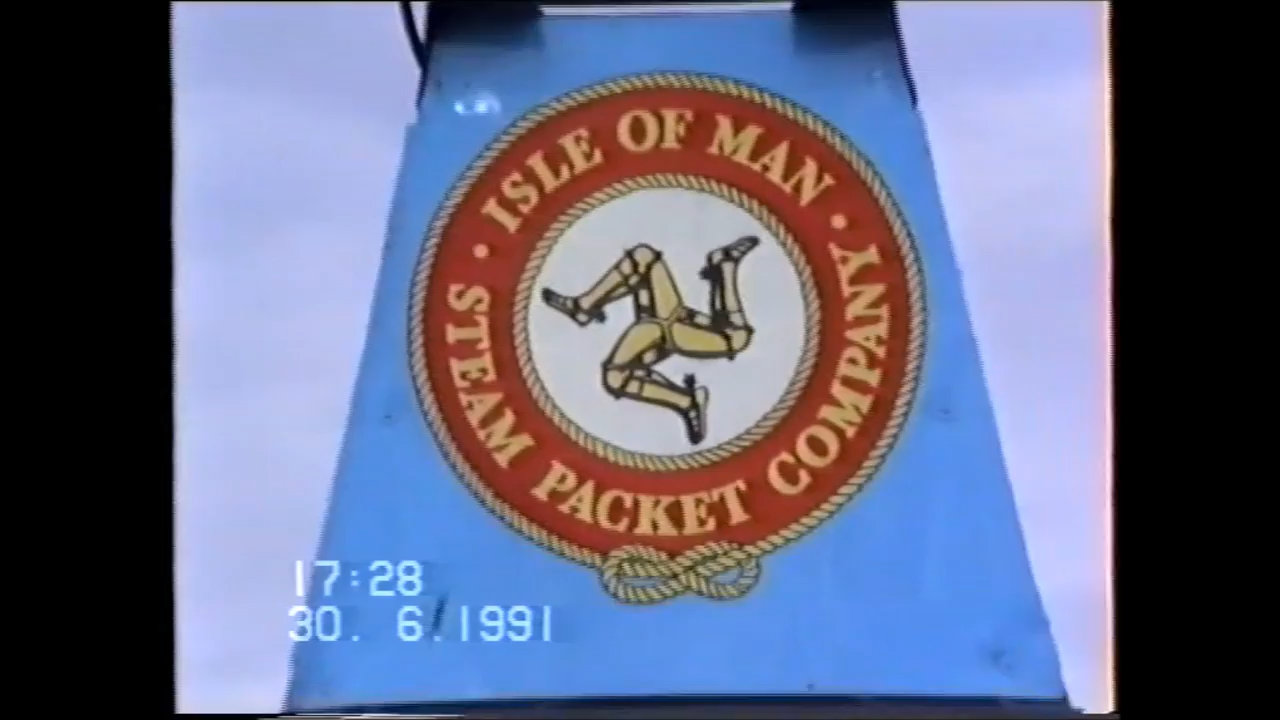 · ISLE OF MAN ·
STEAM PACKET COMPANY
17:28
30. 6.1991